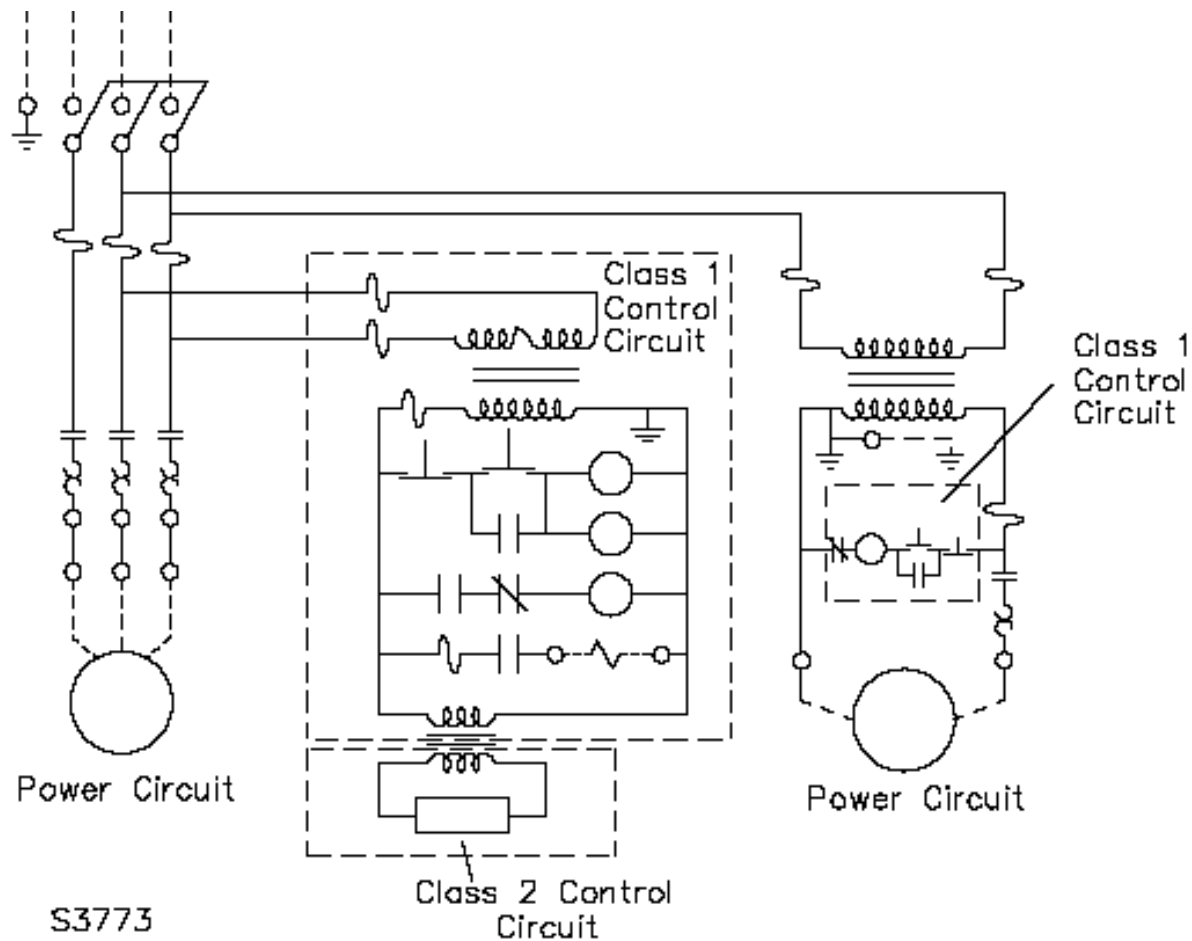 Class 1
Control
Circuit
Class 1
Control
Circuit
Power Circuit
Power Circuit
Class 2 Control
Circuit
S3773